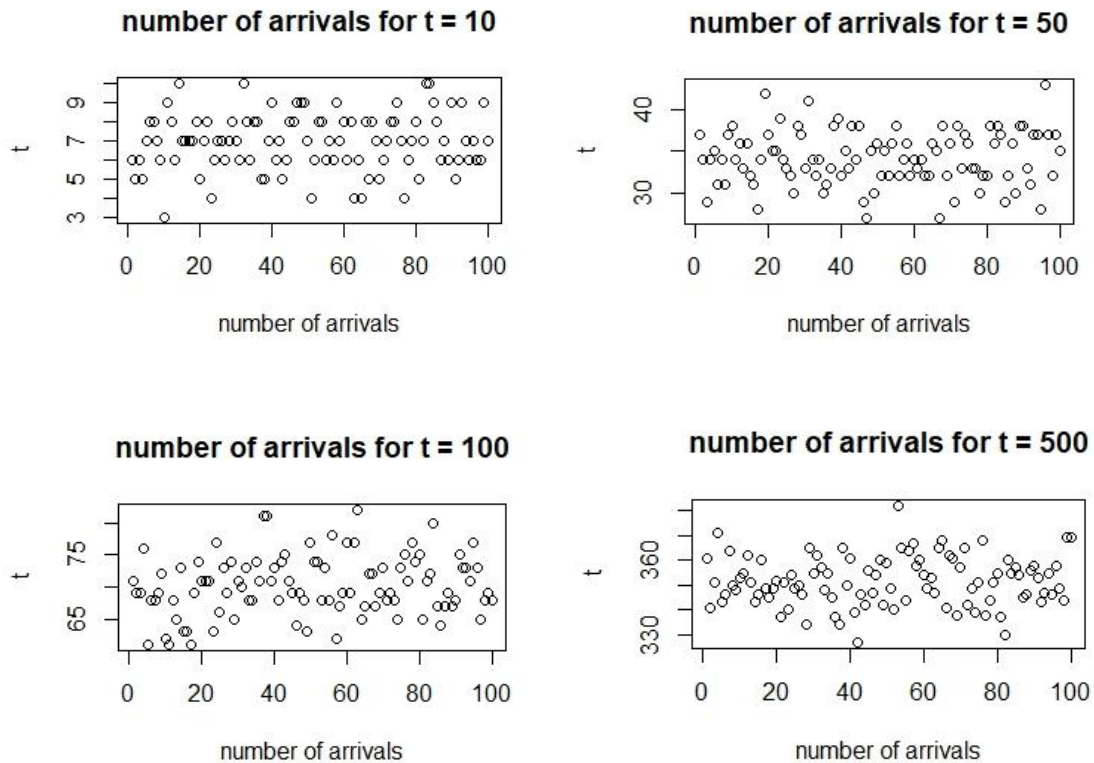 number of arrivals for t = 10
t
9
7
5
3
0 20 40 60 80 100
number of arrivals
number of arrivals for t = 50
t
40
30
0 20 40 60 80 100
number of arrivals
number of arrivals for t = 100
t
75
65
0 20 40 60 80 100
number of arrivals
number of arrivals for t = 500
t
360
330
0 20 40 60 80 100
number of arrivals